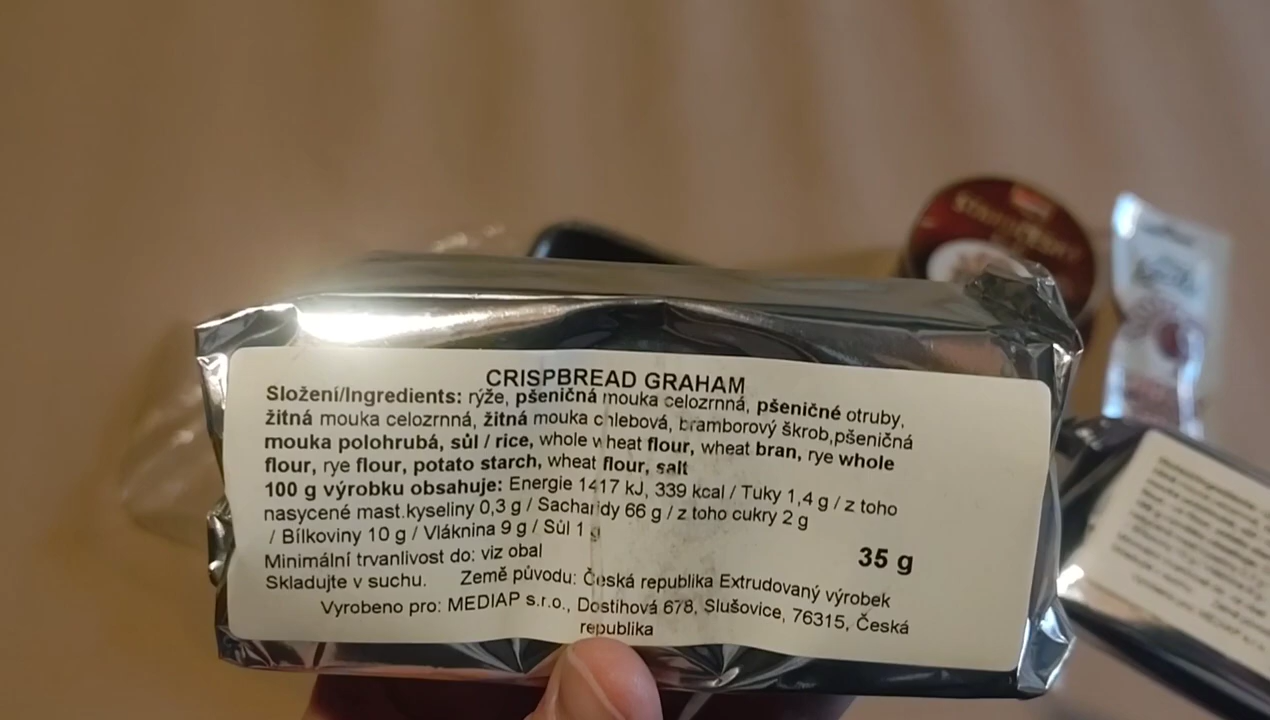 CRISPBREAD GRAHAM
Složení/Ingredients: rýže, pšeničná mouka celozrnná, pšeničné otruby,
žitná mouka celozrnná, žitná mouka chlebová, bramborový škrob,pšeničná
mouka polohrubá, sůl / rice, whole wheat flour, wheat bran, rye whole
flour, rye flour, potato starch, wheat flour, salt
100 g výrobku obsahuje: Energie 1417 kJ, 339 kcal / Tuky 1,4 g / z toho
nasycené mast.kyseliny 0,3 g / Sacharidy 66 g / z toho cukry 2 g
/ Bílkoviny 10 g / Vláknina 9 g / Sůl 1 g
Minimální trvanlivost do: viz obal
35 g
Skladujte v suchu. Země původu: Česká republika Extrudovaný výrobek
Vyrobeno pro: MEDIAP s.r.o., Dostihová 678, Slušovice, 76315, Česká
republika